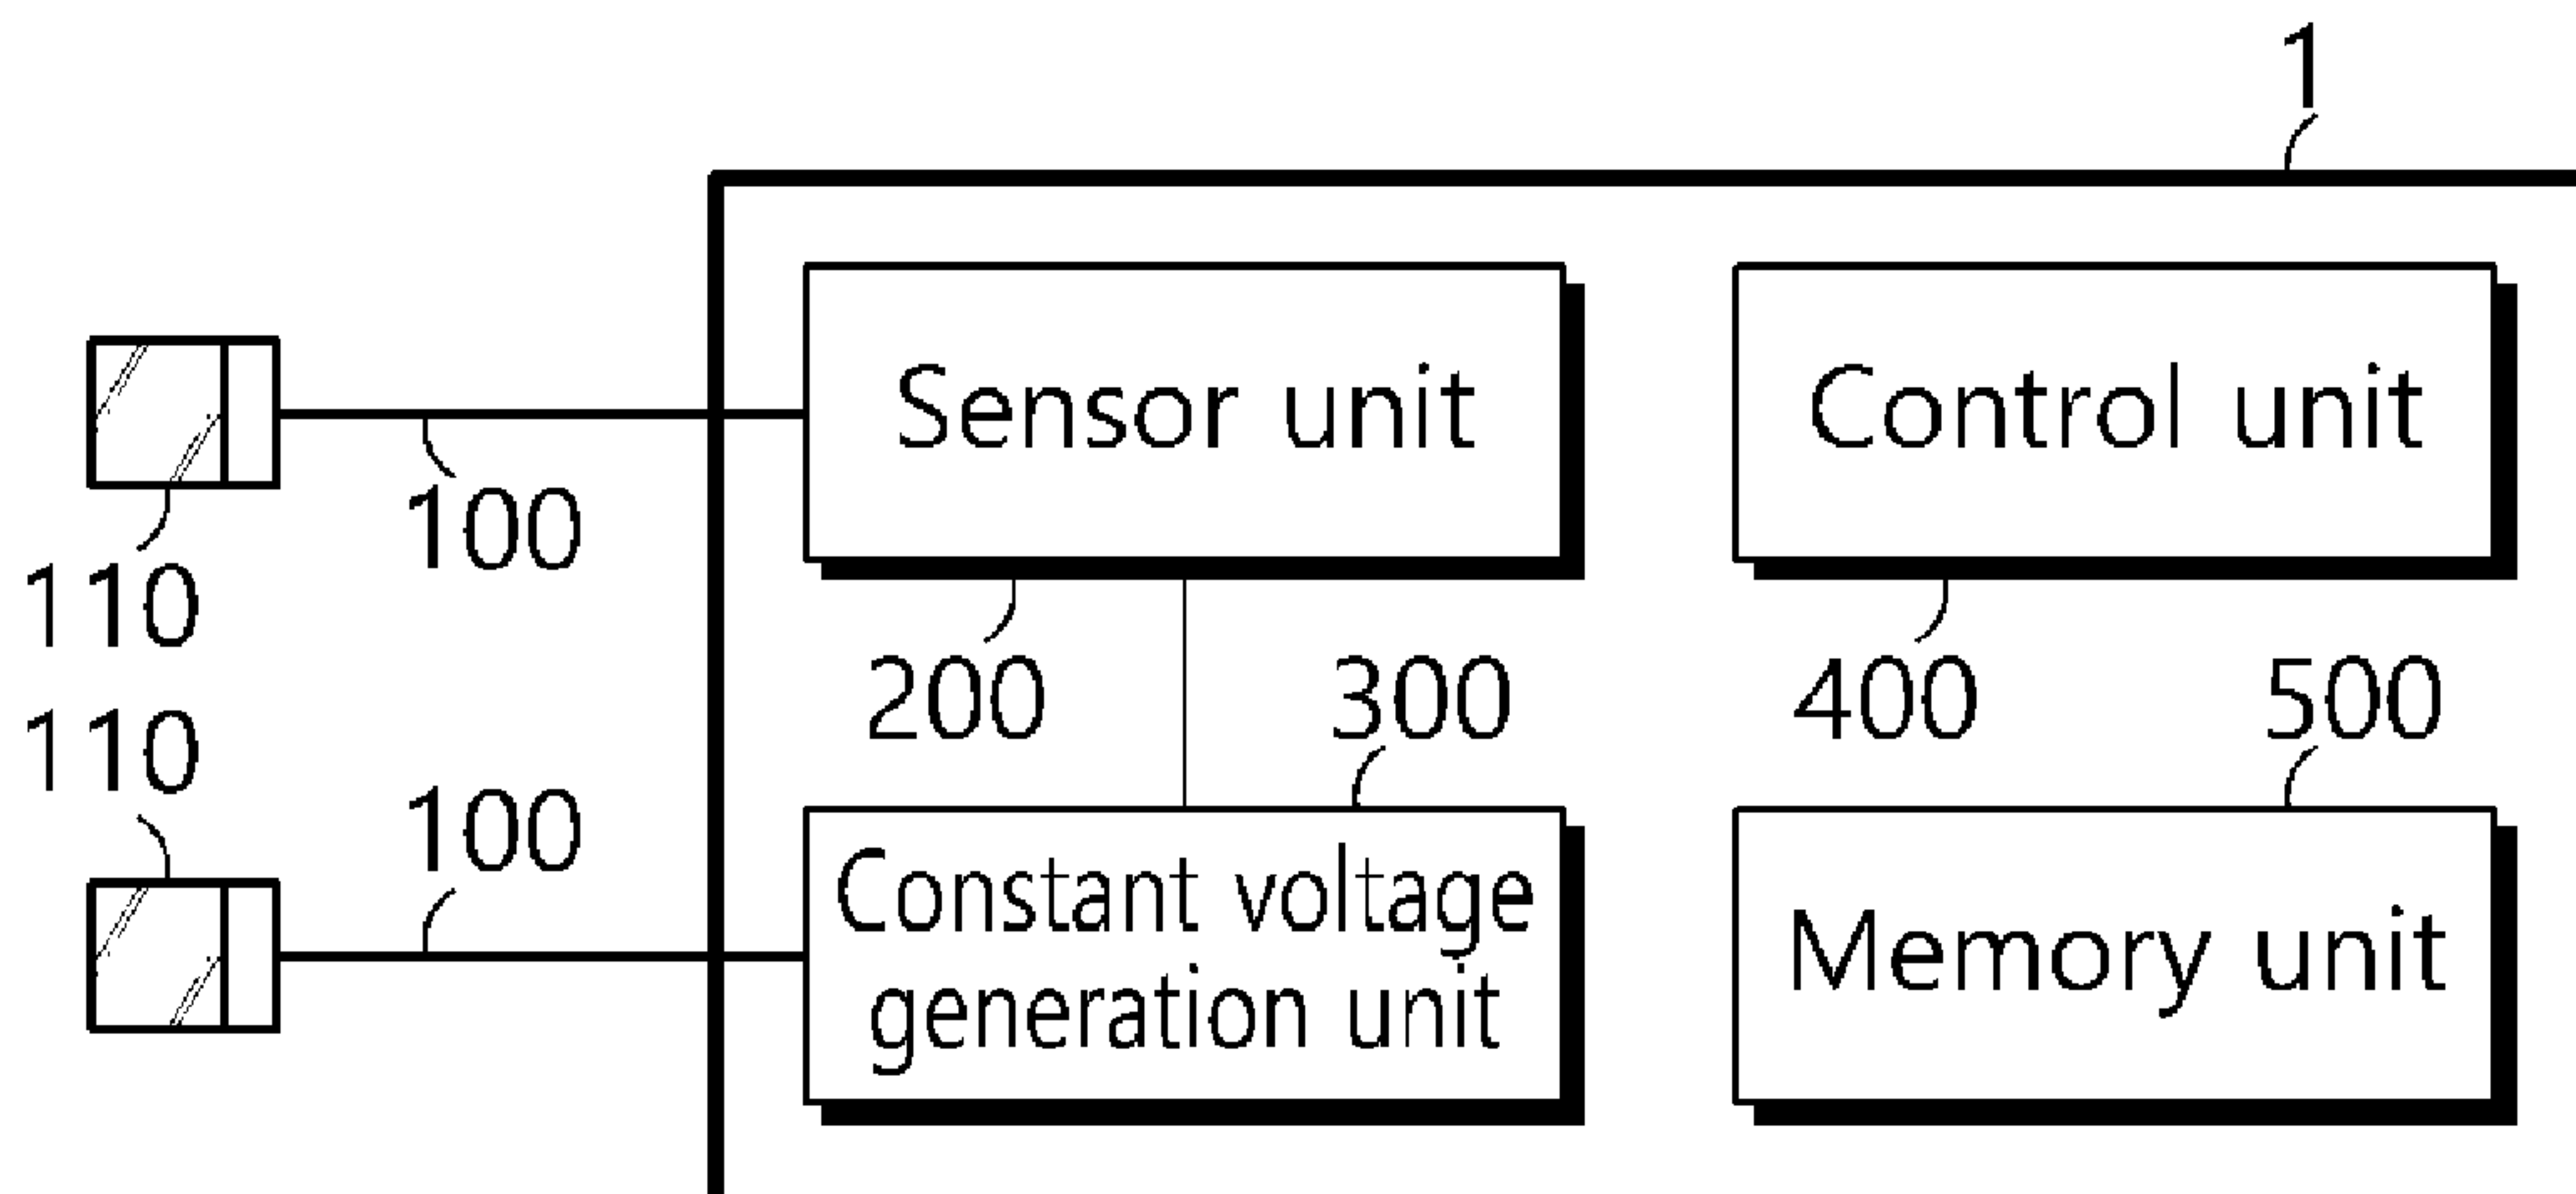 1
Sensor unit
Control unit
100
110
200
300
400
500
110
100
Constant voltage
generation unit
Memory unit